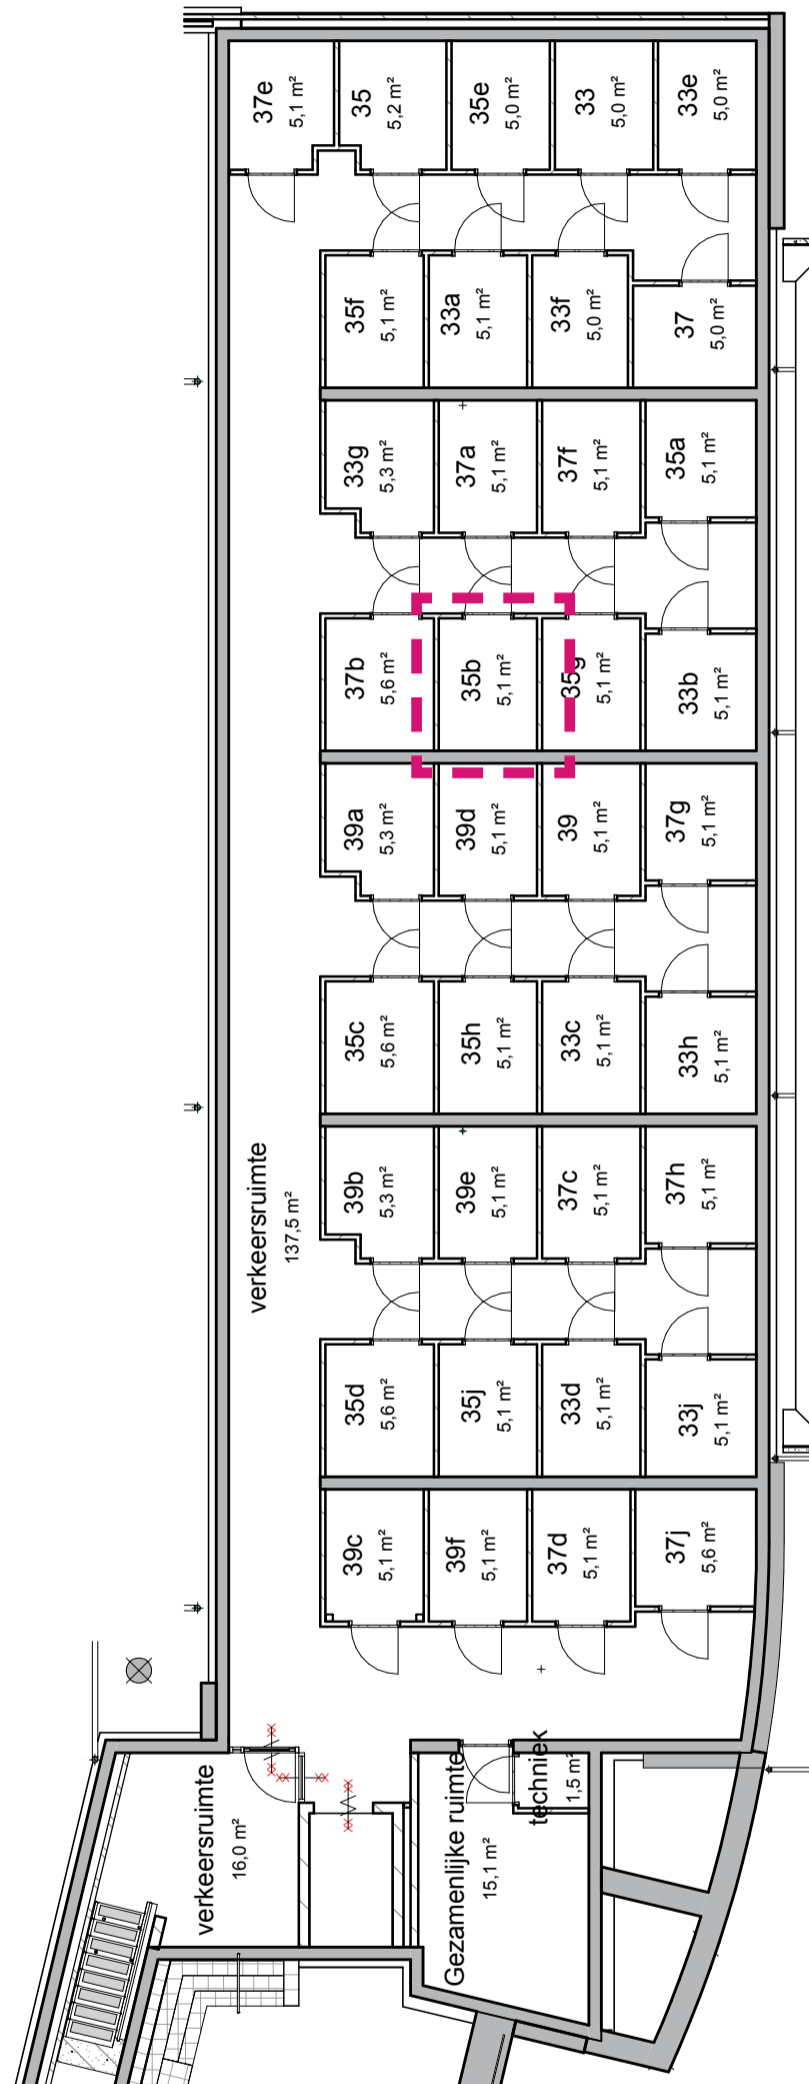 37e
5,1 m²
35
5,2 m²
35e
5,0 m²
33
5,0 m²
33e
5,0 m²
35f
5,1 m²
33a
5,1 m²
33f
5,0 m²
37
5,0 m²
33g
5,3 m²
37a
5,1 m²
37f
5,1 m²
35a
5,1 m²
37b
5,6 m²
35b
5,1 m²
35g
5,1 m²
33b
5,1 m²
39a
5,3 m²
39d
5,1 m²
39
5,1 m²
37g
5,1 m²
35c
5,6 m²
35h
5,1 m²
33c
5,1 m²
33h
5,1 m²
verkeersruimte
137,5 m²
39b
5,3 m²
39e
5,1 m²
37c
5,1 m²
37h
5,1 m²
35d
5,6 m²
35j
5,1 m²
33d
5,1 m²
33j
5,1 m²
39c
5,1 m²
39f
5,1 m²
37d
5,1 m²
37j
5,6 m²
verkeersruimte
16,0 m²
Gezamenlijke ruimte
15,1 m²
techniek
1,5 m²